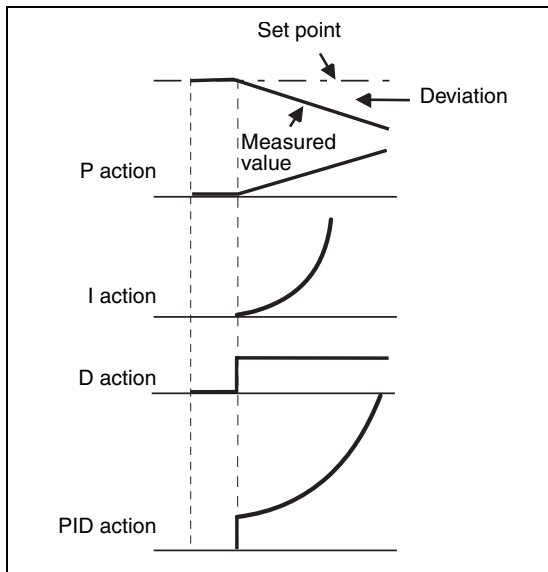 Set point
Deviation
Measured
value
P action
I action
D action
PID action